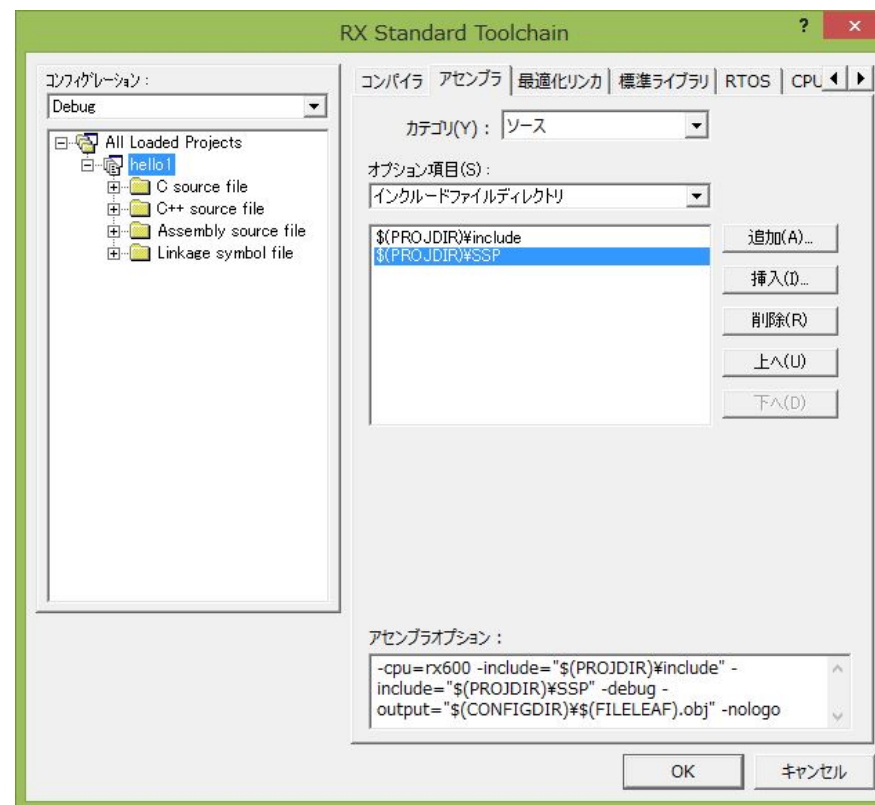 RX Standard Toolchain
? ×
コンフィグレーション :
Debug
All Loaded Projects
hello1
C source file
C++ source file
Assembly source file
Linkage symbol file
コンパイラ アセンブラ 最適化リンカ 標準ライブラリ RTOS CPU
カテゴリ(Y) : ソース
オプション項目(S) :
インクルードファイルディレクトリ
$(PROJDIR)¥include
$(PROJDIR)¥SSP
追加(A)...
挿入(I)...
削除(R)
上へ(U)
下へ(D)
アセンブラオプション :
-cpu=rx600 -include="$(PROJDIR)¥include" -
include="$(PROJDIR)¥SSP" -debug -
output="$(CONFIGDIR)¥$(FILELEAF).obj" -nologo
OK キャンセル